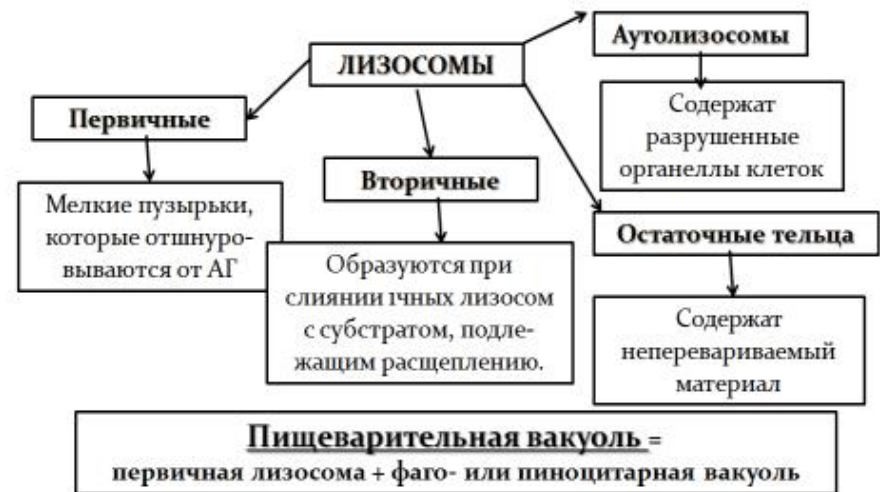 ЛИЗОСОМЫ
Первичные
Мелкие пузырьки,
которые отшнуро-
вываются от АГ
Вторичные
Образуются при
слиянии 1чных лизосом
с субстратом, подле-
жащим расщеплению.
Аутолизосомы
Содержат
разрушенные
органеллы клеток
Остаточные тельца
Содержат
неперевариваемый
материал
Пищеварительная вакуоль =
первичная лизосома + фаго- или пиноцитарная вакуоль